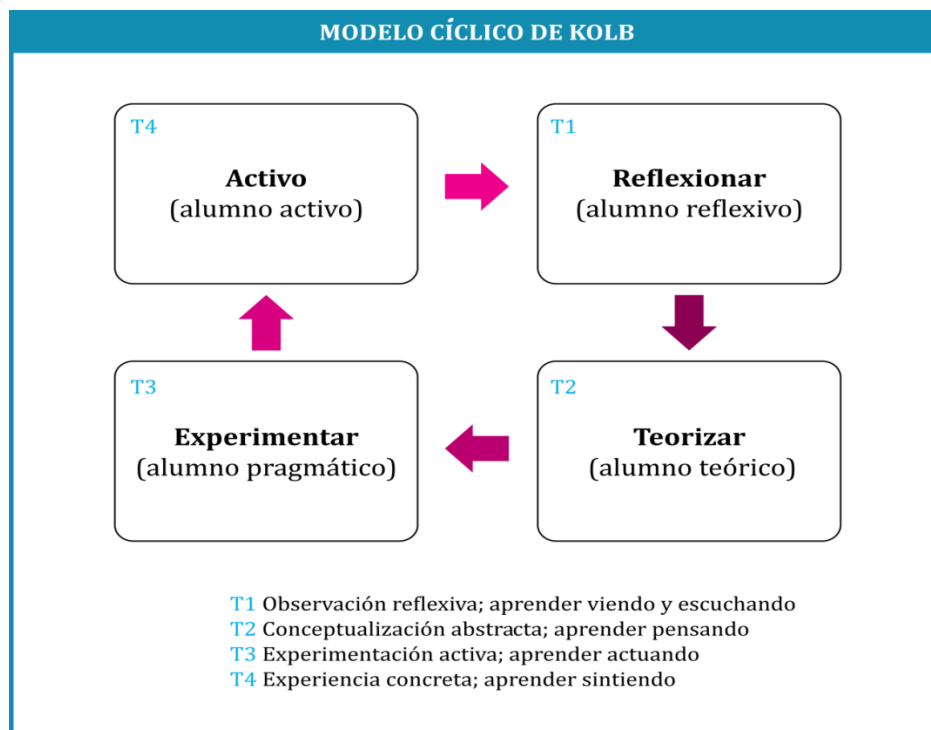 MODELO CÍCLICO DE KOLB
T4
Activo
(alumno activo)
T1
Reflexionar
(alumno reflexivo)
T3
Experimentar
(alumno pragmático)
T2
Teorizar
(alumno teórico)
T1 Observación reflexiva; aprender viendo y escuchando
T2 Conceptualización abstracta; aprender pensando
T3 Experimentación activa; aprender actuando
T4 Experiencia concreta; aprender sintiendo